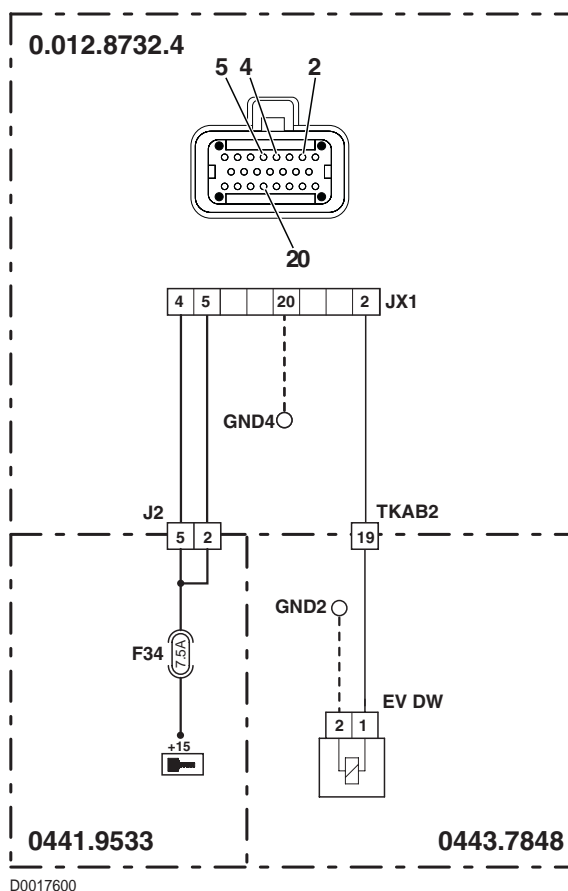 0.012.8732.4
5 4 2
20
4 5 20 2 JX1
GND4
J2 TKAB2
5 2 19
GND2
F34 7.5A
EV DW
+15 2 1
0441.9533 0443.7848
D0017600